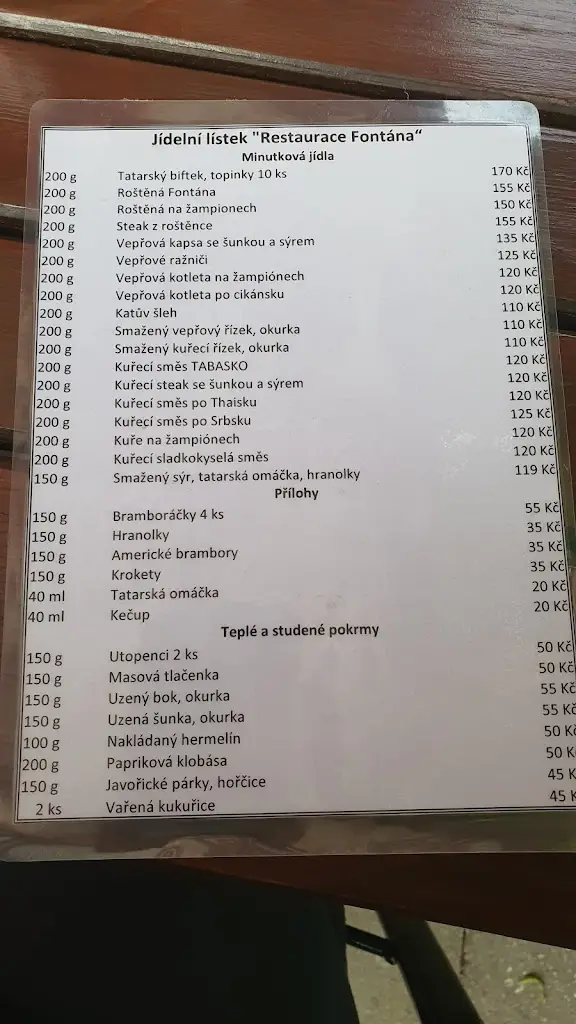 Jídelní lístek "Restaurace Fontána“
Minutková jídla
200 g Tatarský biftek, topinky 10 ks 170 Kč
200 g Roštěná Fontána 155 Kč
200 g Roštěná na žampionech 150 Kč
200 g Steak z roštěnce 155 Kč
200 g Vepřová kapsa se šunkou a sýrem 135 Kč
200 g Vepřové ražniči 125 Kč
200 g Vepřová kotleta na žampiónech 120 Kč
200 g Vepřová kotleta po cikánsku 120 Kč
200 g Katův šleh 110 Kč
200 g Smažený vepřový řízek, okurka 110 Kč
200 g Smažený kuřecí řízek, okurka 110 Kč
200 g Kuřecí směs TABASKO 120 Kč
200 g Kuřecí steak se šunkou a sýrem 120 Kč
200 g Kuřecí směs po Thaisku 120 Kč
200 g Kuřecí směs po Srbsku 125 Kč
200 g Kuře na žampiónech 120 Kč
200 g Kuřecí sladkokyselá směs 120 Kč
150 g Smažený sýr, tatarská omáčka, hranolky 119 Kč
Přílohy
150 g Bramboráčky 4 ks 55 Kč
150 g Hranolky 35 Kč
150 g Americké brambory 35 Kč
150 g Krokety 35 Kč
40 ml Tatarská omáčka 20 Kč
40 ml Kečup 20 Kč
Teplé a studené pokrmy
150 g Utopenci 2 ks 50 Kč
150 g Masová tlačenka 50 Kč
150 g Uzený bok, okurka 55 Kč
150 g Uzená šunka, okurka 55 Kč
100 g Nakládaný hermelín 50 Kč
200 g Papriková klobása 50 K
150 g Javořické párky, hořčice 45 K
2 ks Vařená kukuřice 45 K